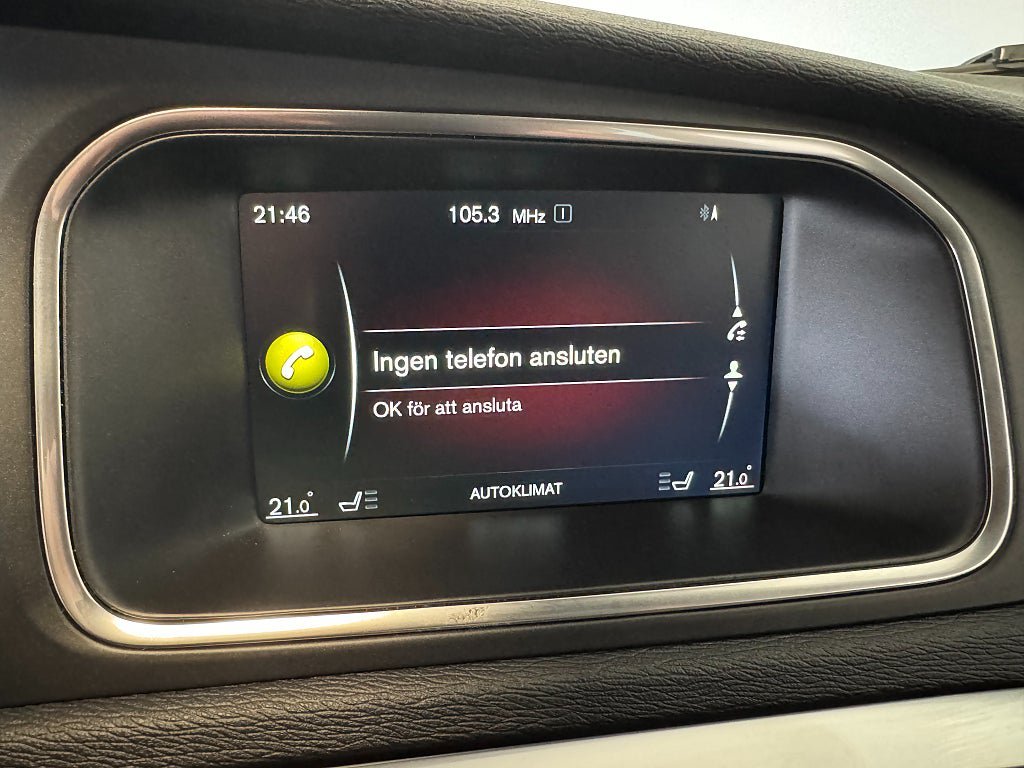 21:46 105.3 MHz I
Ingen telefon ansluten
OK för att ansluta
21.0° AUTOKLIMAT 21.0°